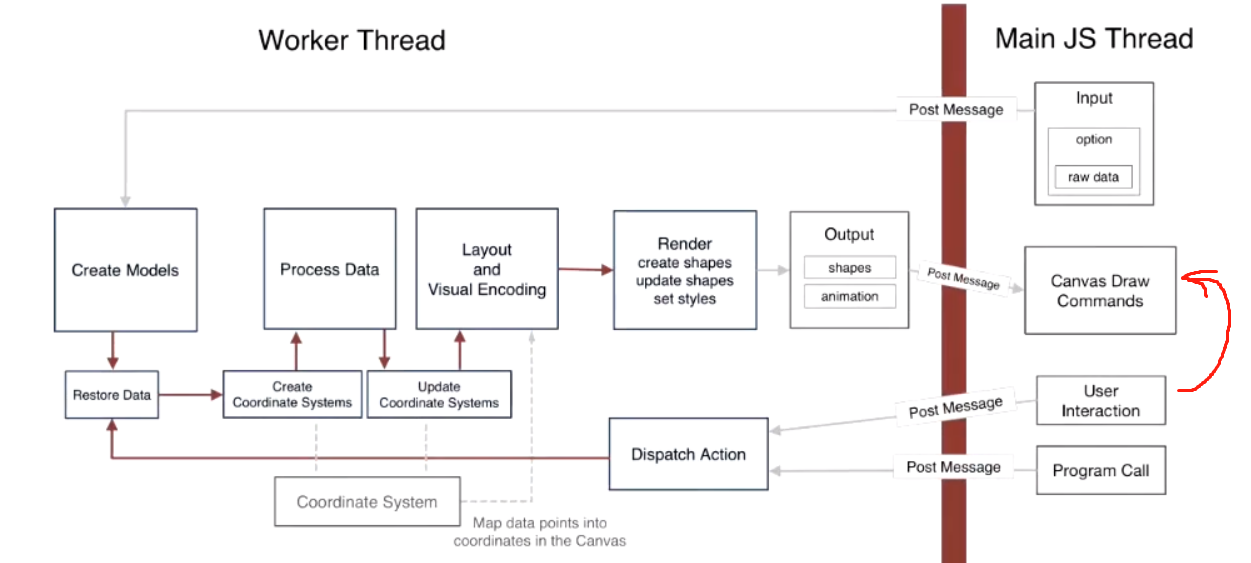 Worker Thread
Main JS Thread
Post Message
Input
option
raw data
Create Models
Process Data
Layout
and
Visual Encoding
Render
create shapes
update shapes
set styles
Output
shapes
animation
Post Message
Canvas Draw
Commands
Restore Data
Create
Coordinate Systems
Update
Coordinate Systems
Post Message
User
Interaction
Dispatch Action
Post Message
Program Call
Coordinate System
Map data points into
coordinates in the Canvas